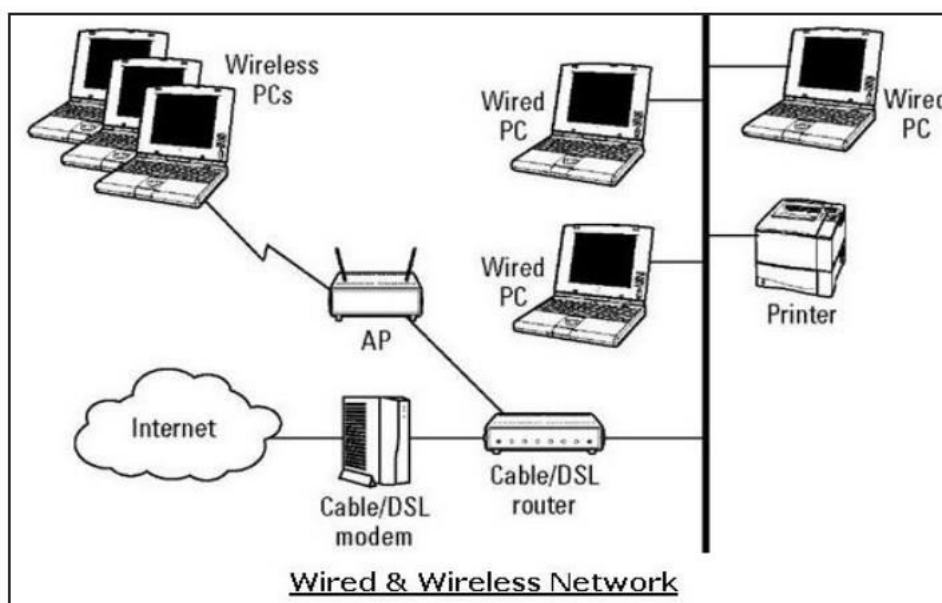 Wireless
PCs
Wired
PC
Wired
PC
Wired
PC
Printer
AP
Internet
Cable/DSL
modem
Cable/DSL
router
Wired & Wireless Network